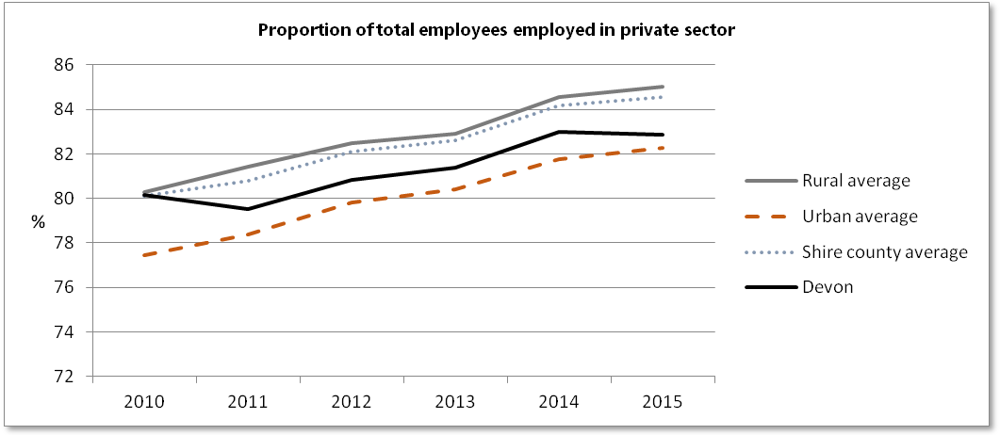 Proportion of total employees employed in private sector
86
84
82
80
78
76
74
72
%
2010 2011 2012 2013 2014 2015
Rural average
Urban average
Shire county average
Devon